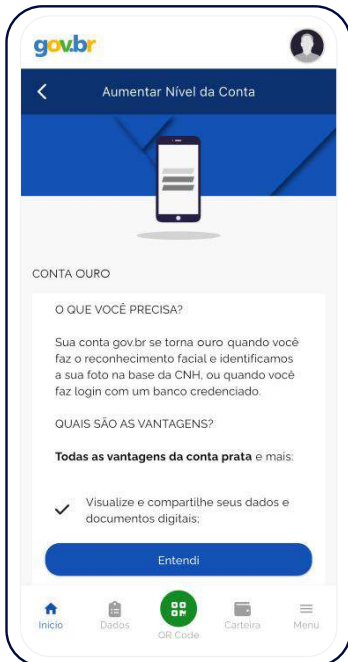 gov.br
Aumentar Nível da Conta
CONTA OURO
O QUE VOCÊ PRECISA?
Sua conta gov.br se torna ouro quando você
faz o reconhecimento facial e identificamos
a sua foto na base da CNH, ou quando você
faz login com um banco credenciado.
QUAIS SÃO AS VANTAGENS?
Todas as vantagens da conta prata e mais:
Visualize e compartilhe seus dados e
documentos digitais;
Entendi
Início Dados QR Code Carteira Menu